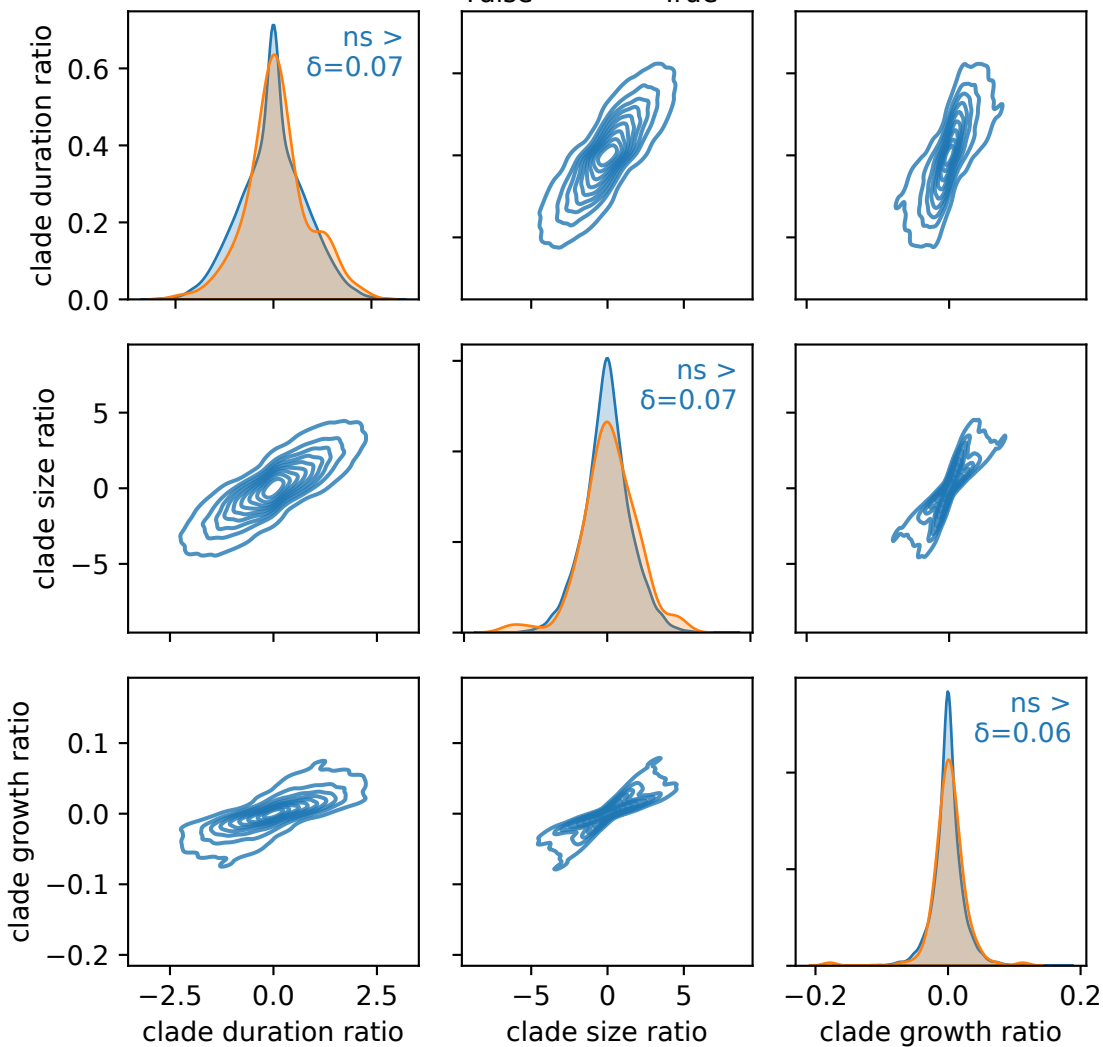 clade duration ratio
0.6
0.4
0.2
0.0
ns >
δ=0.07
clade size ratio
5
0
−5
ns >
δ=0.07
clade growth ratio
0.1
0.0
−0.1
−0.2
ns >
δ=0.06
−2.5 0.0 2.5
−5 0 5
−0.2 0.0 0.2
clade duration ratio
clade size ratio
clade growth ratio